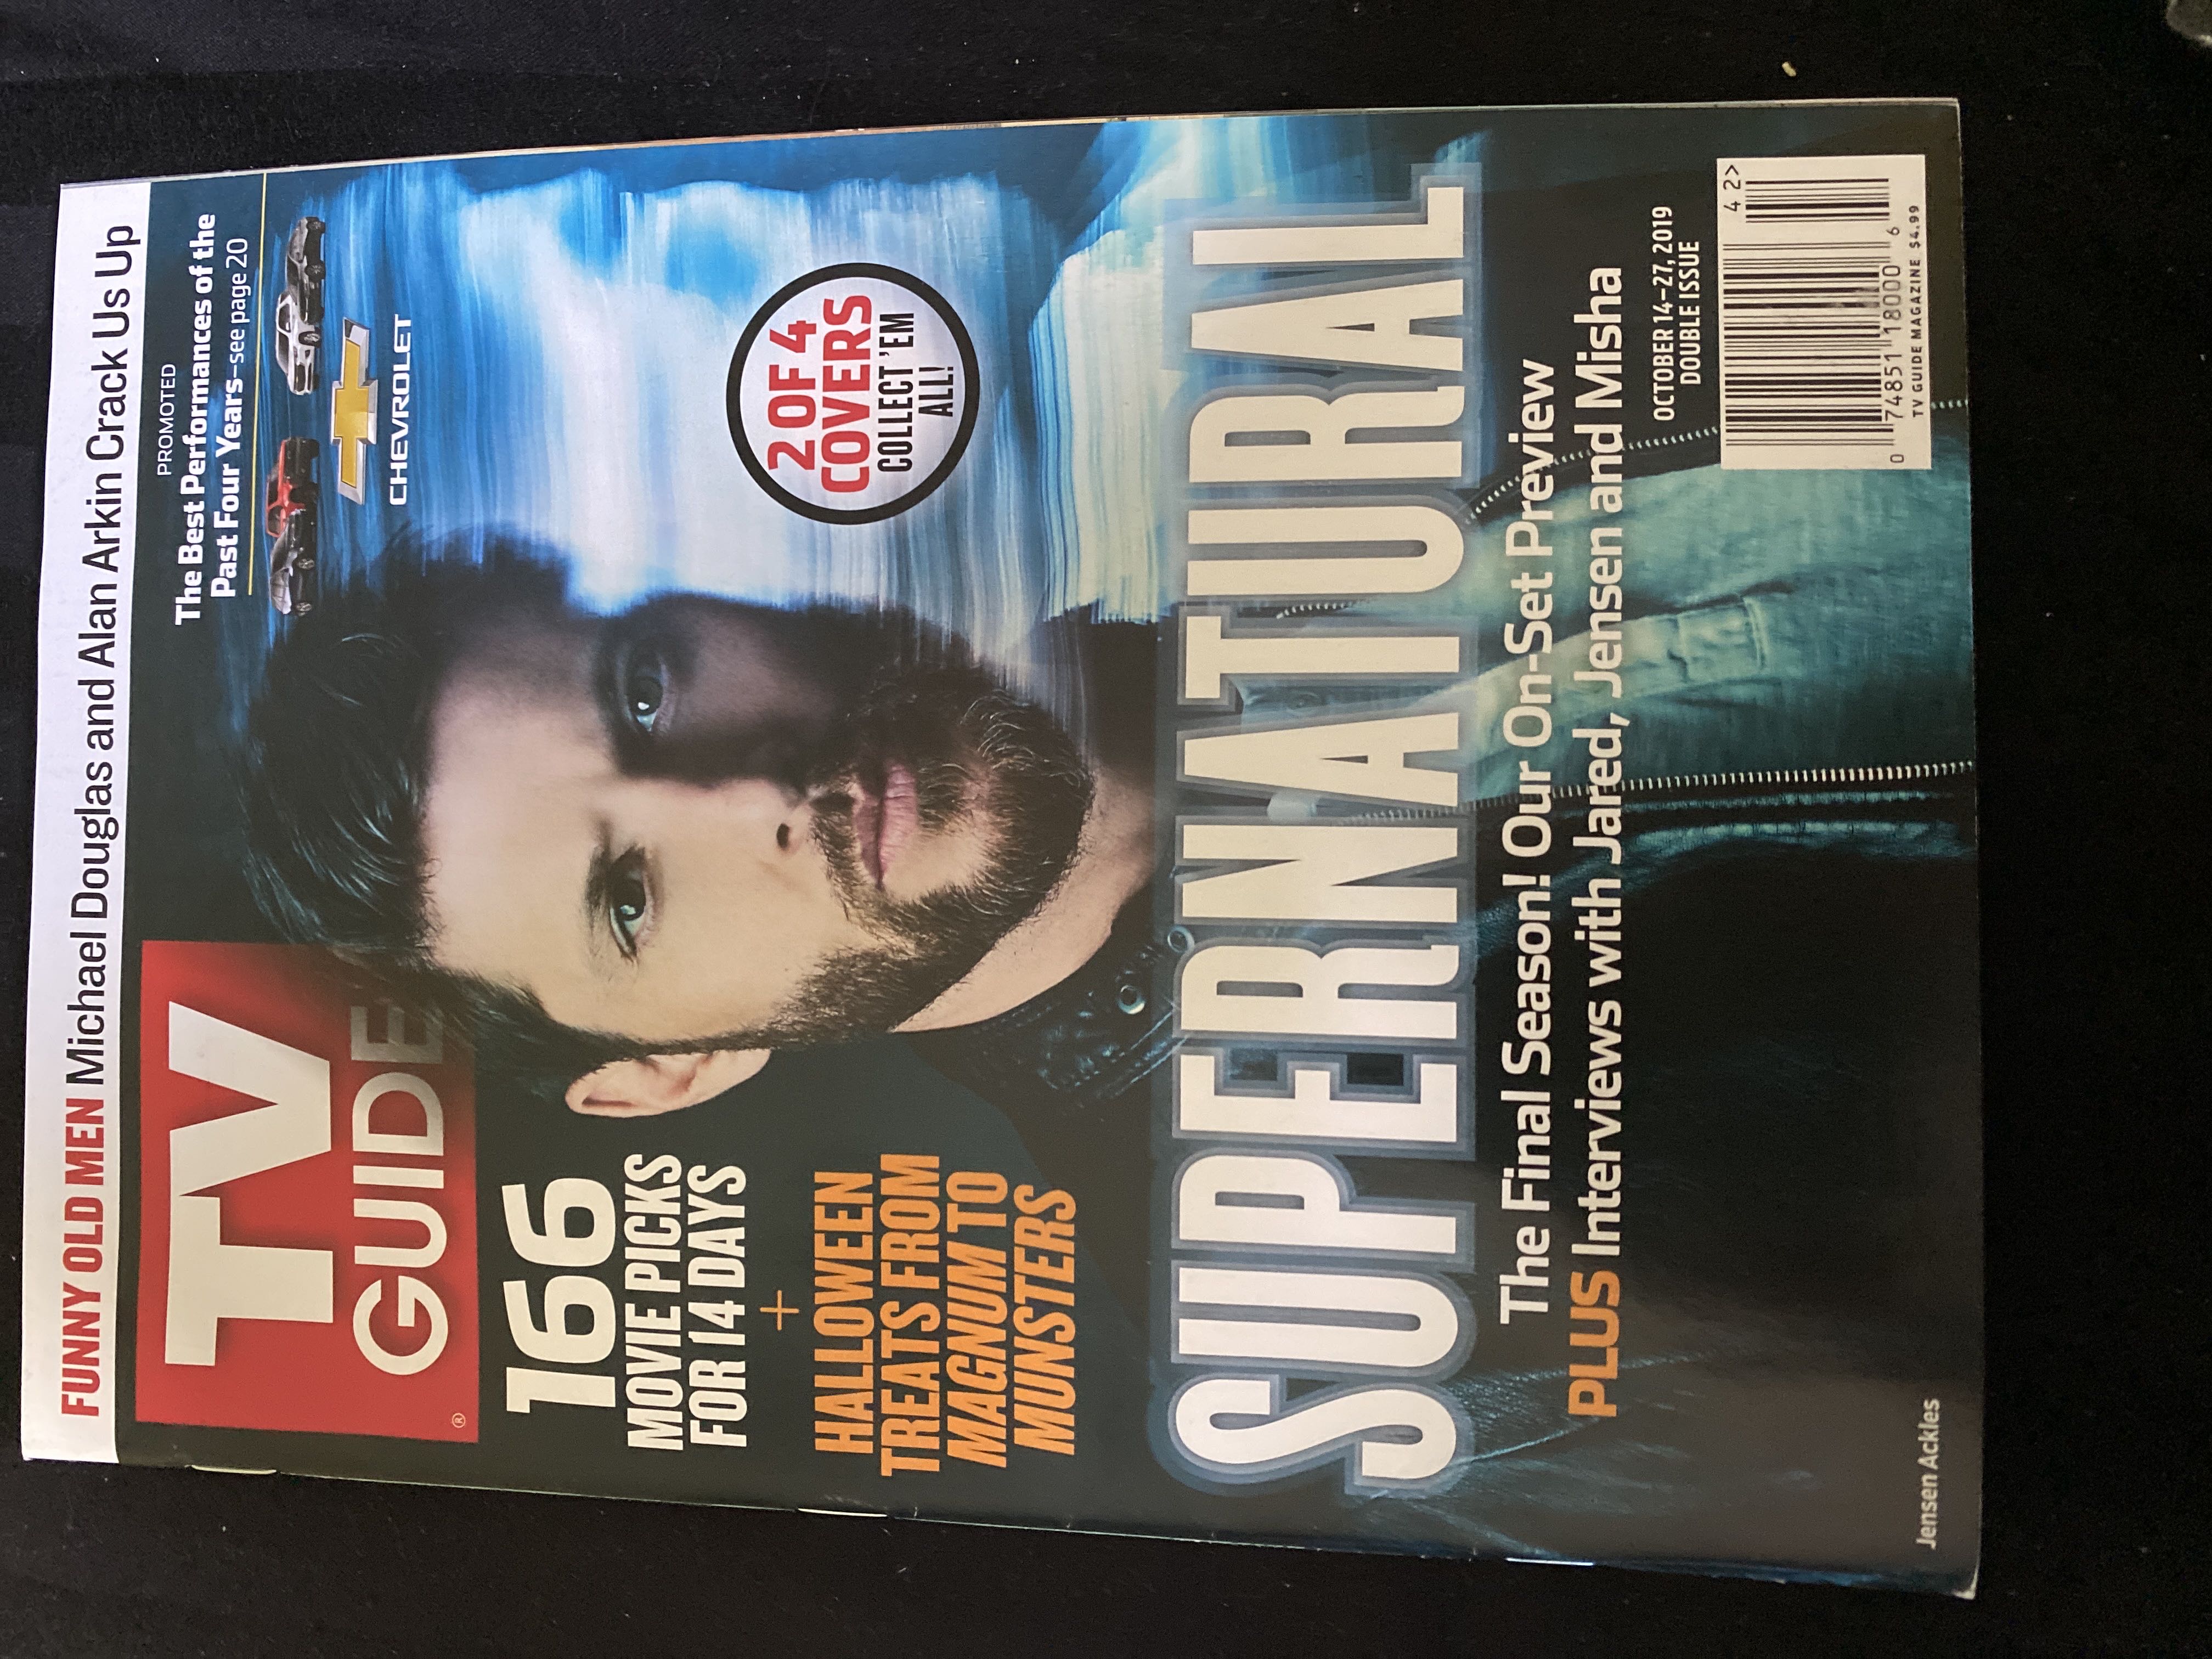 FUNNY OLD MEN Michael Douglas and Alan Arkin Crack Us Up
TV
GUIDE
®
PROMOTED
The Best Performances of the
Past Four Years–see page 20
CHEVROLET
166
MOVIE PICKS
FOR 14 DAYS
+
HALLOWEEN
TREATS FROM
MAGNUM TO
MUNSTERS
2 OF 4
COVERS
COLLECT 'EM
ALL!
SUPERNATURAL
The Final Season! Our On-Set Preview
PLUS Interviews with Jared, Jensen and Misha
OCTOBER 14–27, 2019
DOUBLE ISSUE
4 2>
0 74851 18000 6
TV GUIDE MAGAZINE $4.99
Jensen Ackles